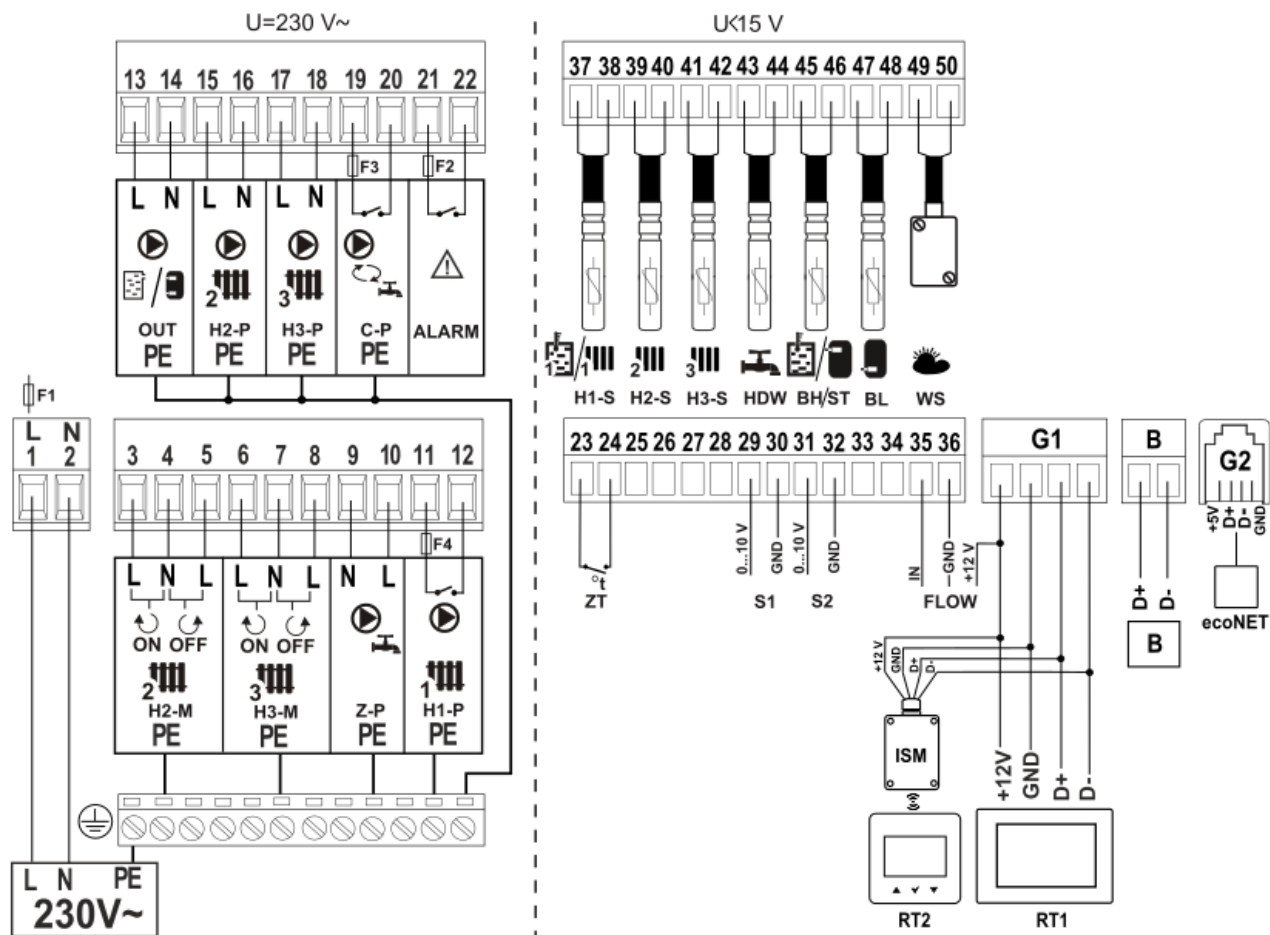 U=230 V~
13 14 15 16 17 18 19 20 21 22
F3 F2
L N L N L N
2 3
OUT H2-P H3-P C-P ALARM
PE PE PE PE
F1
L N
1 2
3 4 5 6 7 8 9 10 11 12
F4
L N L L N L N L
ON OFF ON OFF
2 3 1
H2-M H3-M Z-P H1-P
PE PE PE PE
L N PE
230V~
U<15 V
37 38 39 40 41 42 43 44 45 46 47 48 49 50
1 / 1 2 3 /
H1-S H2-S H3-S HDW BH/ST BL WS
23 24 25 26 27 28 29 30 31 32 33 34 35 36
G1 B G2
+5V D+ D- GND
°t
ZT
0...10 V GND 0...10 V GND
S1 S2
IN GND +12 V
FLOW
D+ D-
B
ecoNET
+12 V GND D+ D-
ISM
+12V GND D+ D-
RT2 RT1